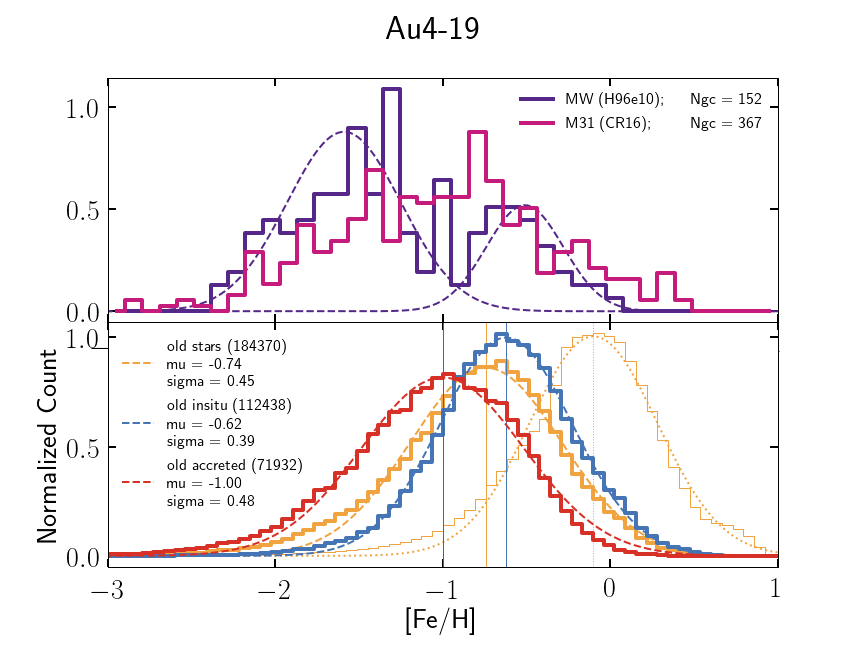 Au4-19
MW (H96e10); Ngc = 152
M31 (CR16); Ngc = 367
1.0
0.5
0.0
1.0
0.5
0.0
Normalized Count
old stars (184370)
mu = -0.74
sigma = 0.45
old insitu (112438)
mu = -0.62
sigma = 0.39
old accreted (71932)
mu = -1.00
sigma = 0.48
−3 −2 −1 0 1
[Fe/H]